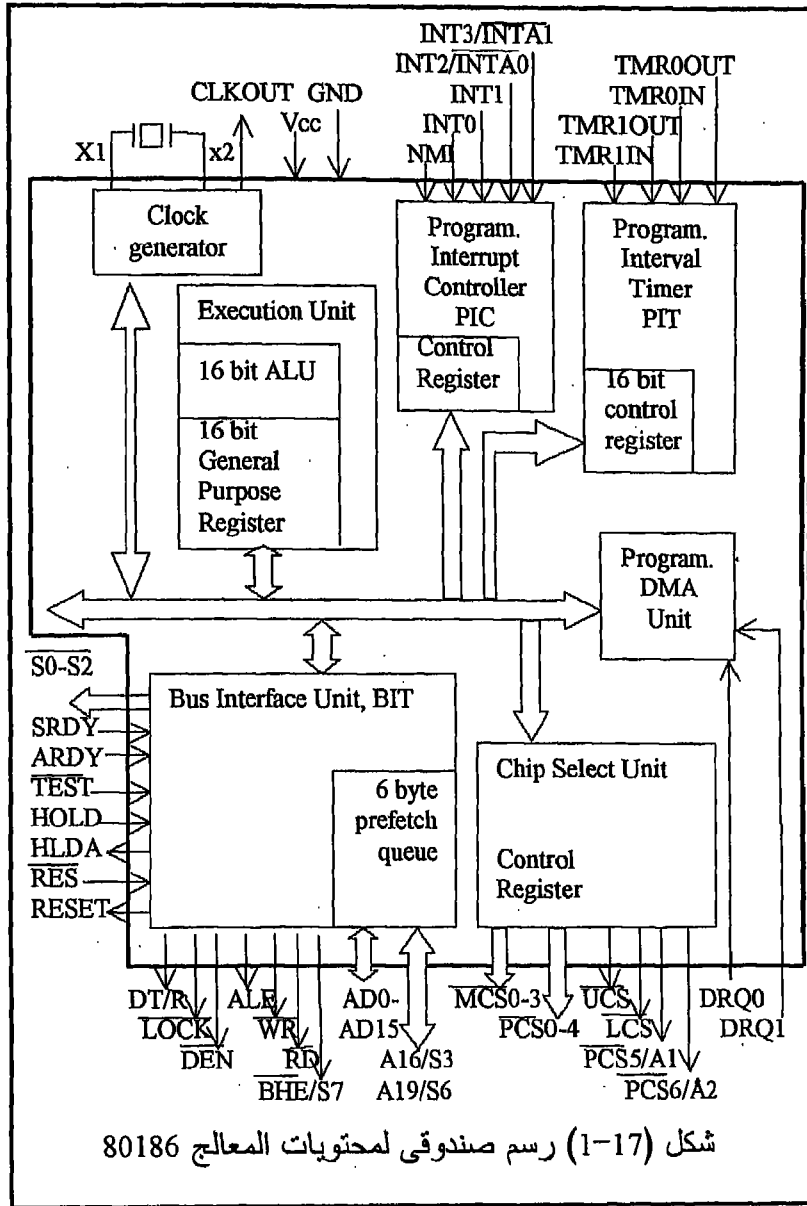 INT3/INTA1
INT2/INTA0
TMR0OUT
CLKOUT GND
INT1
TMR0IN
Vcc
INT0
TMR1OUT
X1
x2
NMI
TMR1IN
Clock
generator
Program.
Interrupt
Controller
PIC
Control
Register
Program.
Interval
Timer
PIT
16 bit
control
register
Execution Unit
16 bit ALU
16 bit
General
Purpose
Register
Program.
DMA
Unit
S0-S2
SRDY
ARDY
TEST
HOLD
HLDA
RES
RESET
Bus Interface Unit, BIT
6 byte
prefetch
queue
Chip Select Unit
Control
Register
DT/R
LOCK
DEN
ALE
WR
RD
BHE/S7
AD0-
AD15
A16/S3
A19/S6
MCS0-3
PCS0-4
UCS
LCS
PCS5/A1
PCS6/A2
DRQ0
DRQ1
شكل (1-17) رسم صندوقى لمحتويات المعالج 80186